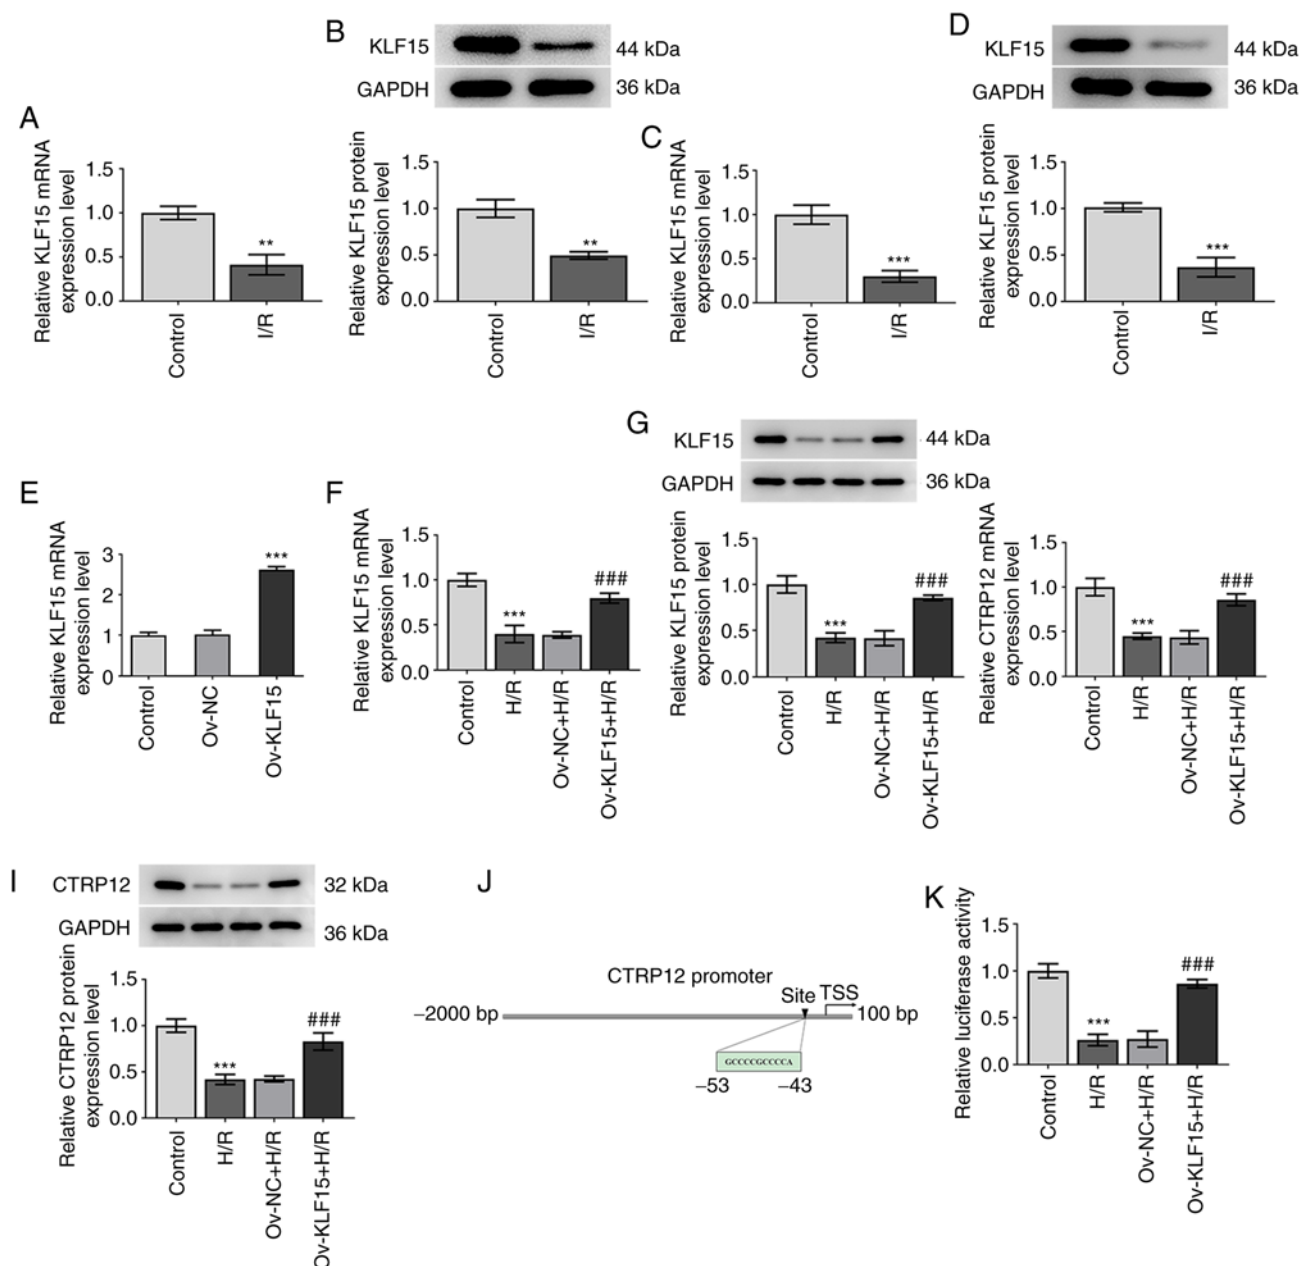 A
Relative KLF15 mRNA
expression level
1.5
1.0
0.5
0.0
**
Control
I/R
B
KLF15
44 kDa
GAPDH
36 kDa
Relative KLF15 protein
expression level
1.5
1.0
0.5
0.0
**
Control
I/R
C
Relative KLF15 mRNA
expression level
1.5
1.0
0.5
0.0
***
Control
I/R
D
KLF15
44 kDa
GAPDH
36 kDa
Relative KLF15 protein
expression level
1.5
1.0
0.5
0.0
***
Control
I/R
E
Relative KLF15 mRNA
expression level
3
2
1
0
***
Control
Ov-NC
Ov-KLF15
F
Relative KLF15 mRNA
expression level
1.5
1.0
0.5
0.0
***
###
Control
H/R
Ov-NC+H/R
Ov-KLF15+H/R
G
KLF15
44 kDa
GAPDH
36 kDa
Relative KLF15 protein
expression level
1.5
1.0
0.5
0.0
***
###
Control
H/R
Ov-NC+H/R
Ov-KLF15+H/R
Relative CTRP12 mRNA
expression level
1.5
1.0
0.5
0.0
***
###
Control
H/R
Ov-NC+H/R
Ov-KLF15+H/R
I
CTRP12
32 kDa
GAPDH
36 kDa
Relative CTRP12 protein
expression level
1.5
1.0
0.5
0.0
***
###
Control
H/R
Ov-NC+H/R
Ov-KLF15+H/R
J
CTRP12 promoter
Site
TSS
−2000 bp
100 bp
GCCCCGCCCCA
−53
−43
K
Relative luciferase activity
1.5
1.0
0.5
0.0
***
###
Control
H/R
Ov-NC+H/R
Ov-KLF15+H/R